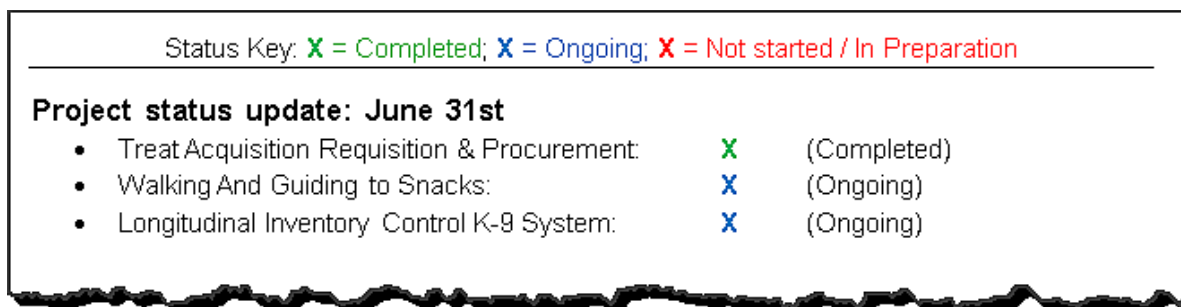 Status Key: X = Completed; X = Ongoing; X = Not started / In Preparation
Project status update: June 31st
• Treat Acquisition Requisition & Procurement: X (Completed)
• Walking And Guiding to Snacks: X (Ongoing)
• Longitudinal Inventory Control K-9 System: X (Ongoing)